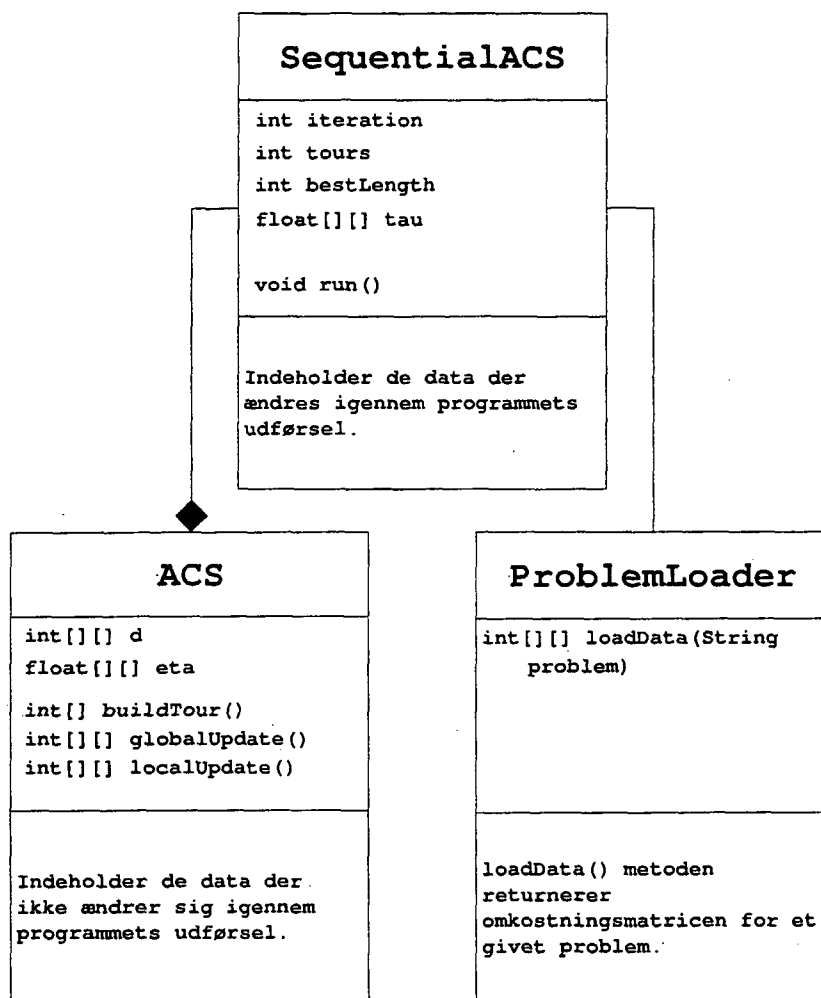 SequentialACS
int iteration
int tours
int bestLength
float[][] tau
void run()
Indeholder de data der
ændres igennem programmets
udførsel.
ACS
int[][] d
float[][] eta
int[] buildTour()
int[][] globalUpdate()
int[][] localUpdate()
Indeholder de data der
ikke ændrer sig igennem
programmets udførsel.
ProblemLoader
int[][] loadData(String
problem)
loadData() metoden
returnerer
omkostningsmatricen for et
givet problem.